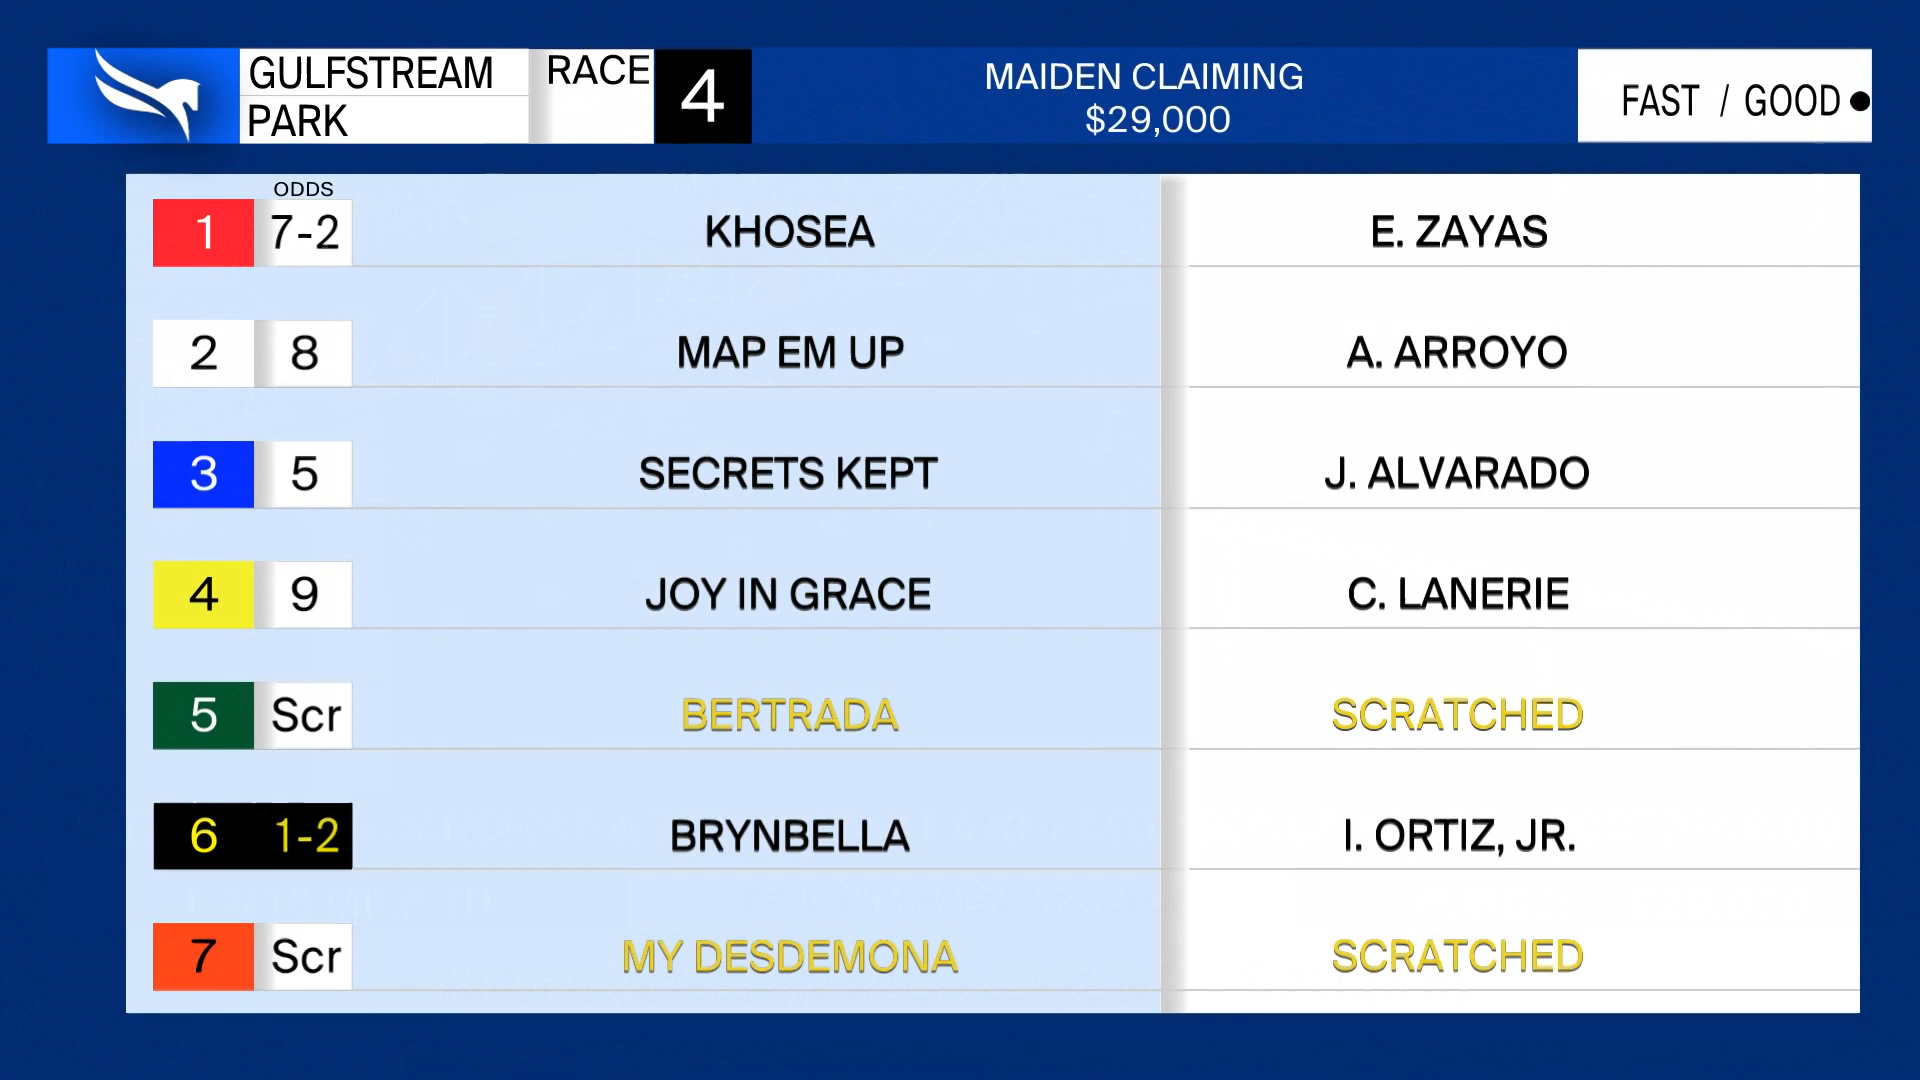 GULFSTREAM
PARK
RACE
4
MAIDEN CLAIMING
$29,000
FAST / GOOD ●
ODDS
1 7-2 KHOSEA E. ZAYAS
2 8 MAP EM UP A. ARROYO
3 5 SECRETS KEPT J. ALVARADO
4 9 JOY IN GRACE C. LANERIE
5 Scr BERTRADA SCRATCHED
6 1-2 BRYNBELLA I. ORTIZ, JR.
7 Scr MY DESDEMONA SCRATCHED